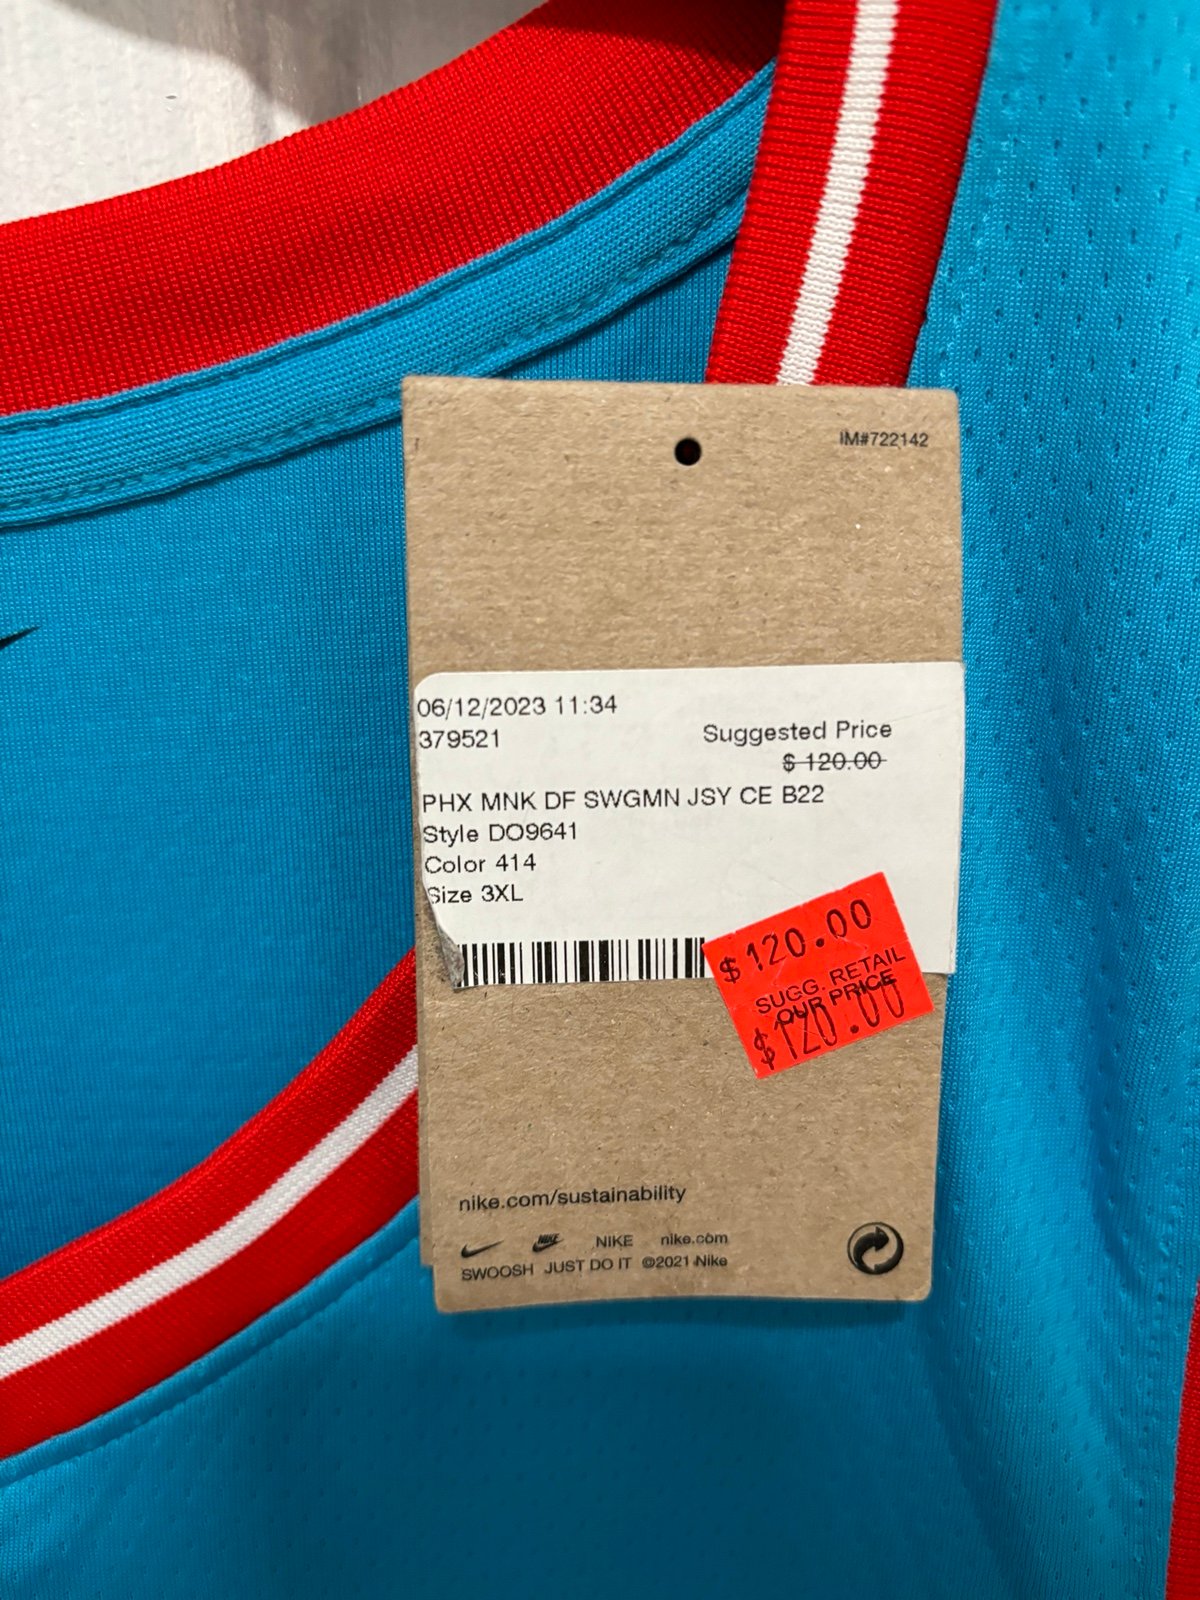 IM#722142
06/12/2023 11:34
379521
Suggested Price
$ 120.00
PHX MNK DF SWGMN JSY CE B22
Style DO9641
Color 414
Size 3XL
$120.00
SUGG. RETAIL
OUR PRICE
$120.00
nike.com/sustainability
NIKE NIKE nike.com
SWOOSH JUST DO IT ©2021 Nike